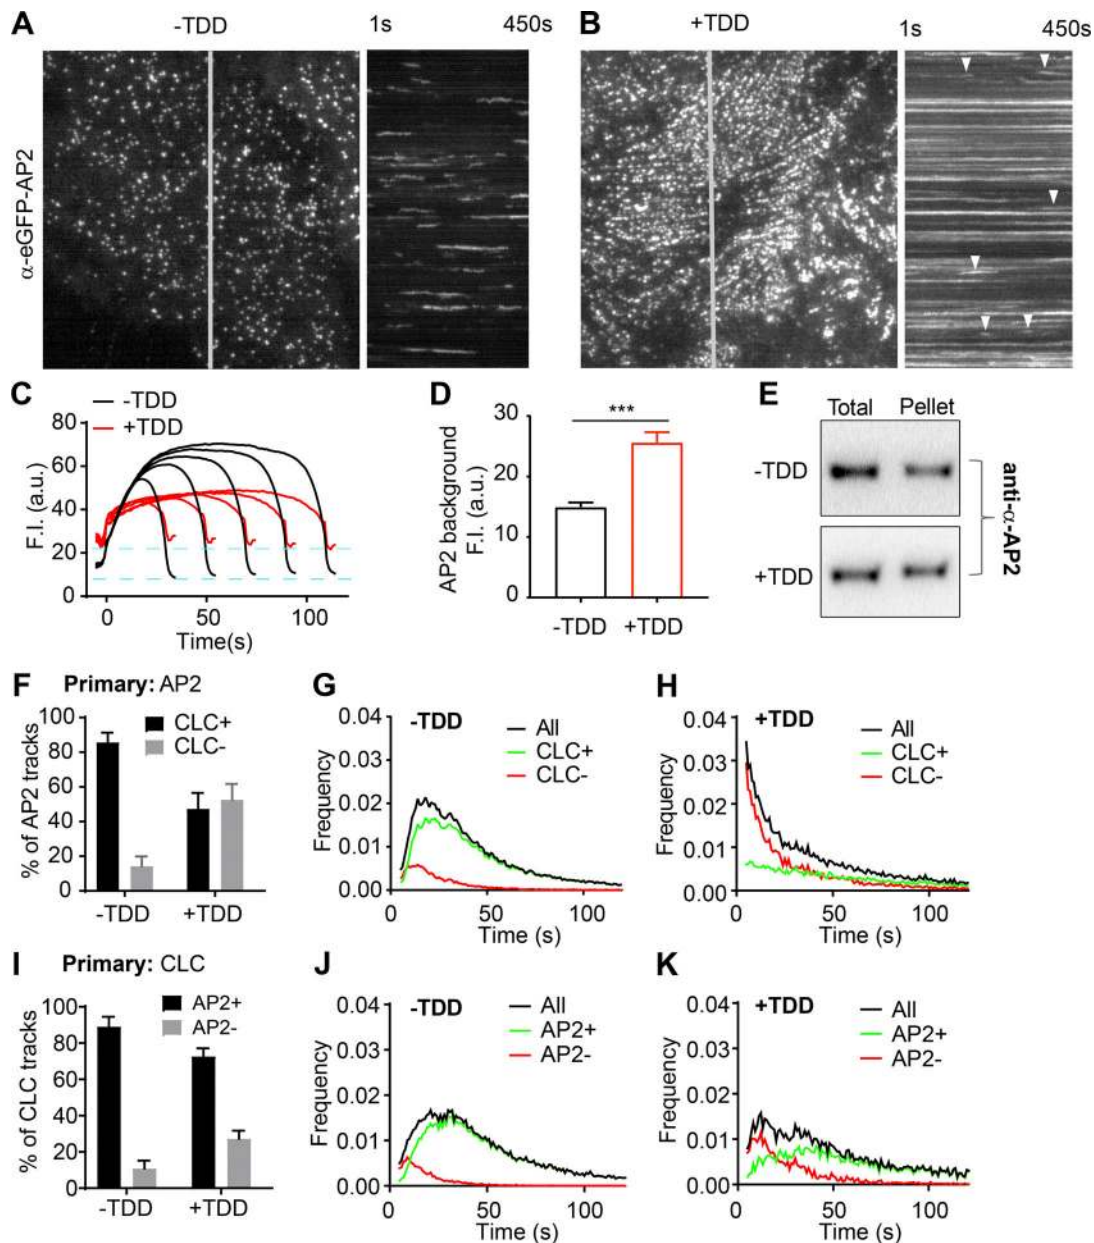 A -TDD 1s 450s
B +TDD 1s 450s
α-eGFP-AP2
C
-TDD
+TDD
F.I. (a.u.)
80
60
40
20
0
0 50 100
Time(s)
D
***
AP2 background
F.I. (a.u.)
30
20
10
0
-TDD +TDD
E
Total Pellet
-TDD
+TDD
anti-α-AP2
F Primary: AP2
CLC+
CLC-
% of AP2 tracks
100
80
60
40
20
0
-TDD +TDD
G
-TDD
All
CLC+
CLC-
Frequency
0.04
0.03
0.02
0.01
0.00
0 50 100
Time (s)
H
+TDD
All
CLC+
CLC-
Frequency
0.04
0.03
0.02
0.01
0.00
0 50 100
Time (s)
I Primary: CLC
AP2+
AP2-
% of CLC tracks
100
80
60
40
20
0
-TDD +TDD
J
-TDD
All
AP2+
AP2-
Frequency
0.04
0.03
0.02
0.01
0.00
0 50 100
Time (s)
K
+TDD
All
AP2+
AP2-
Frequency
0.04
0.03
0.02
0.01
0.00
0 50 100
Time (s)